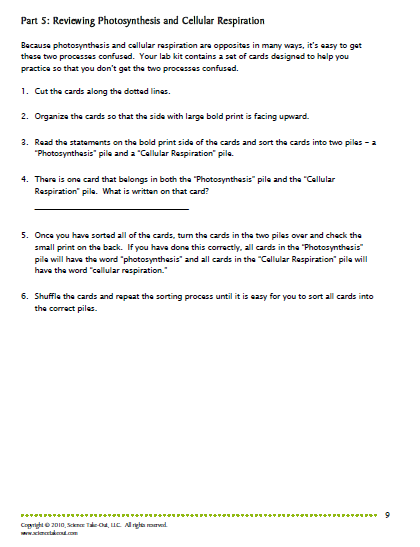 Part 5: Reviewing Photosynthesis and Cellular Respiration
Because photosynthesis and cellular respiration are opposites in many ways, it's easy to get
these two processes confused. Your lab kit contains a set of cards designed to help you
practice so that you don't get the two processes confused.
1. Cut the cards along the dotted lines.
2. Organize the cards so that the side with large bold print is facing upward.
3. Read the statements on the bold print side of the cards and sort the cards into two piles – a
"Photosynthesis" pile and a "Cellular Respiration" pile.
4. There is one card that belongs in both the "Photosynthesis" pile and the "Cellular
Respiration" pile. What is written on that card?
5. Once you have sorted all of the cards, turn the cards in the two piles over and check the
small print on the back. If you have done this correctly, all cards in the "Photosynthesis"
pile will have the word "photosynthesis" and all cards in the "Cellular Respiration" pile will
have the word "cellular respiration."
6. Shuffle the cards and repeat the sorting process until it is easy for you to sort all cards into
the correct piles.
9
Copyright © 2010, Science Take-Out, LLC. All rights reserved.
www.sciencetakeout.com